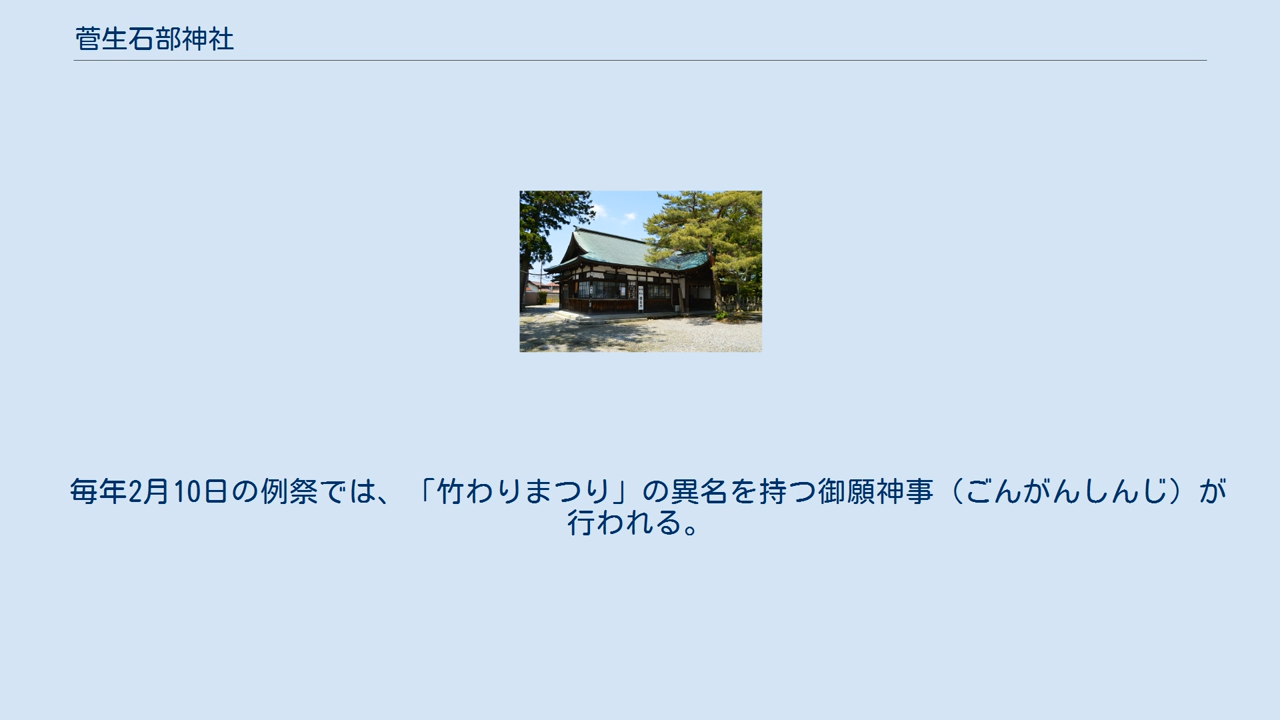 菅生石部神社
毎年2月10日の例祭では、「竹わりまつり」の異名を持つ御願神事（ごんがんしんじ）が
行われる。